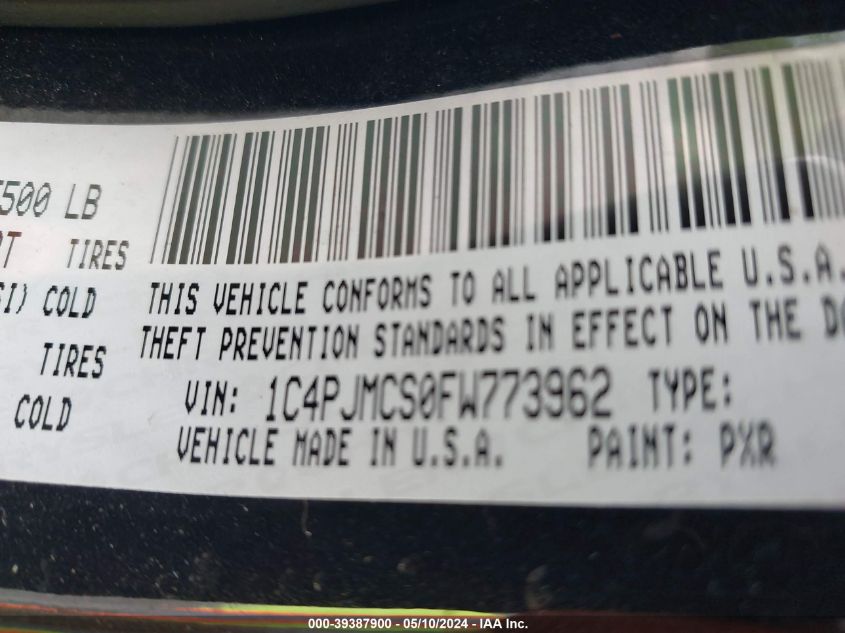 500 LB
TIRES
COLD
TIRES
COLD
THIS VEHICLE CONFORMS TO ALL APPLICABLE U.S.A.
THEFT PREVENTION STANDARDS IN EFFECT ON THE
VIN: 1C4PJMCS0FW773962 TYPE:
VEHICLE MADE IN U.S.A. PAINT: PXR
000-39387900 - 05/10/2024 - IAA Inc.